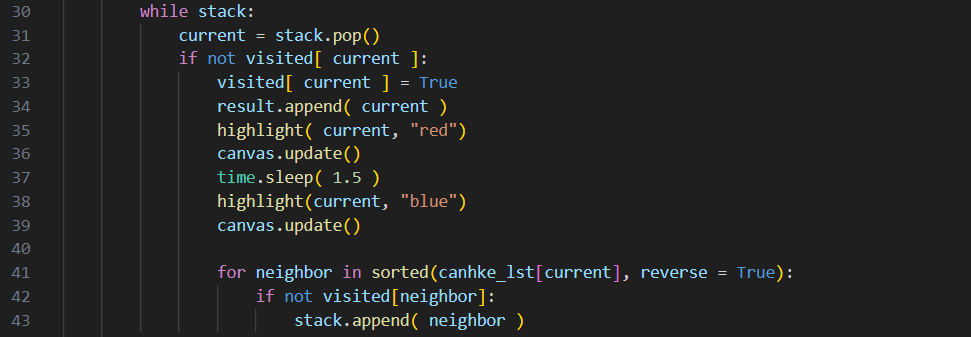 30 while stack:
31 current = stack.pop()
32 if not visited[ current ]:
33 visited[ current ] = True
34 result.append( current )
35 highlight( current, "red")
36 canvas.update()
37 time.sleep( 1.5 )
38 highlight(current, "blue")
39 canvas.update()
40
41 for neighbor in sorted(canhke_lst[current], reverse = True):
42 if not visited[neighbor]:
43 stack.append( neighbor )